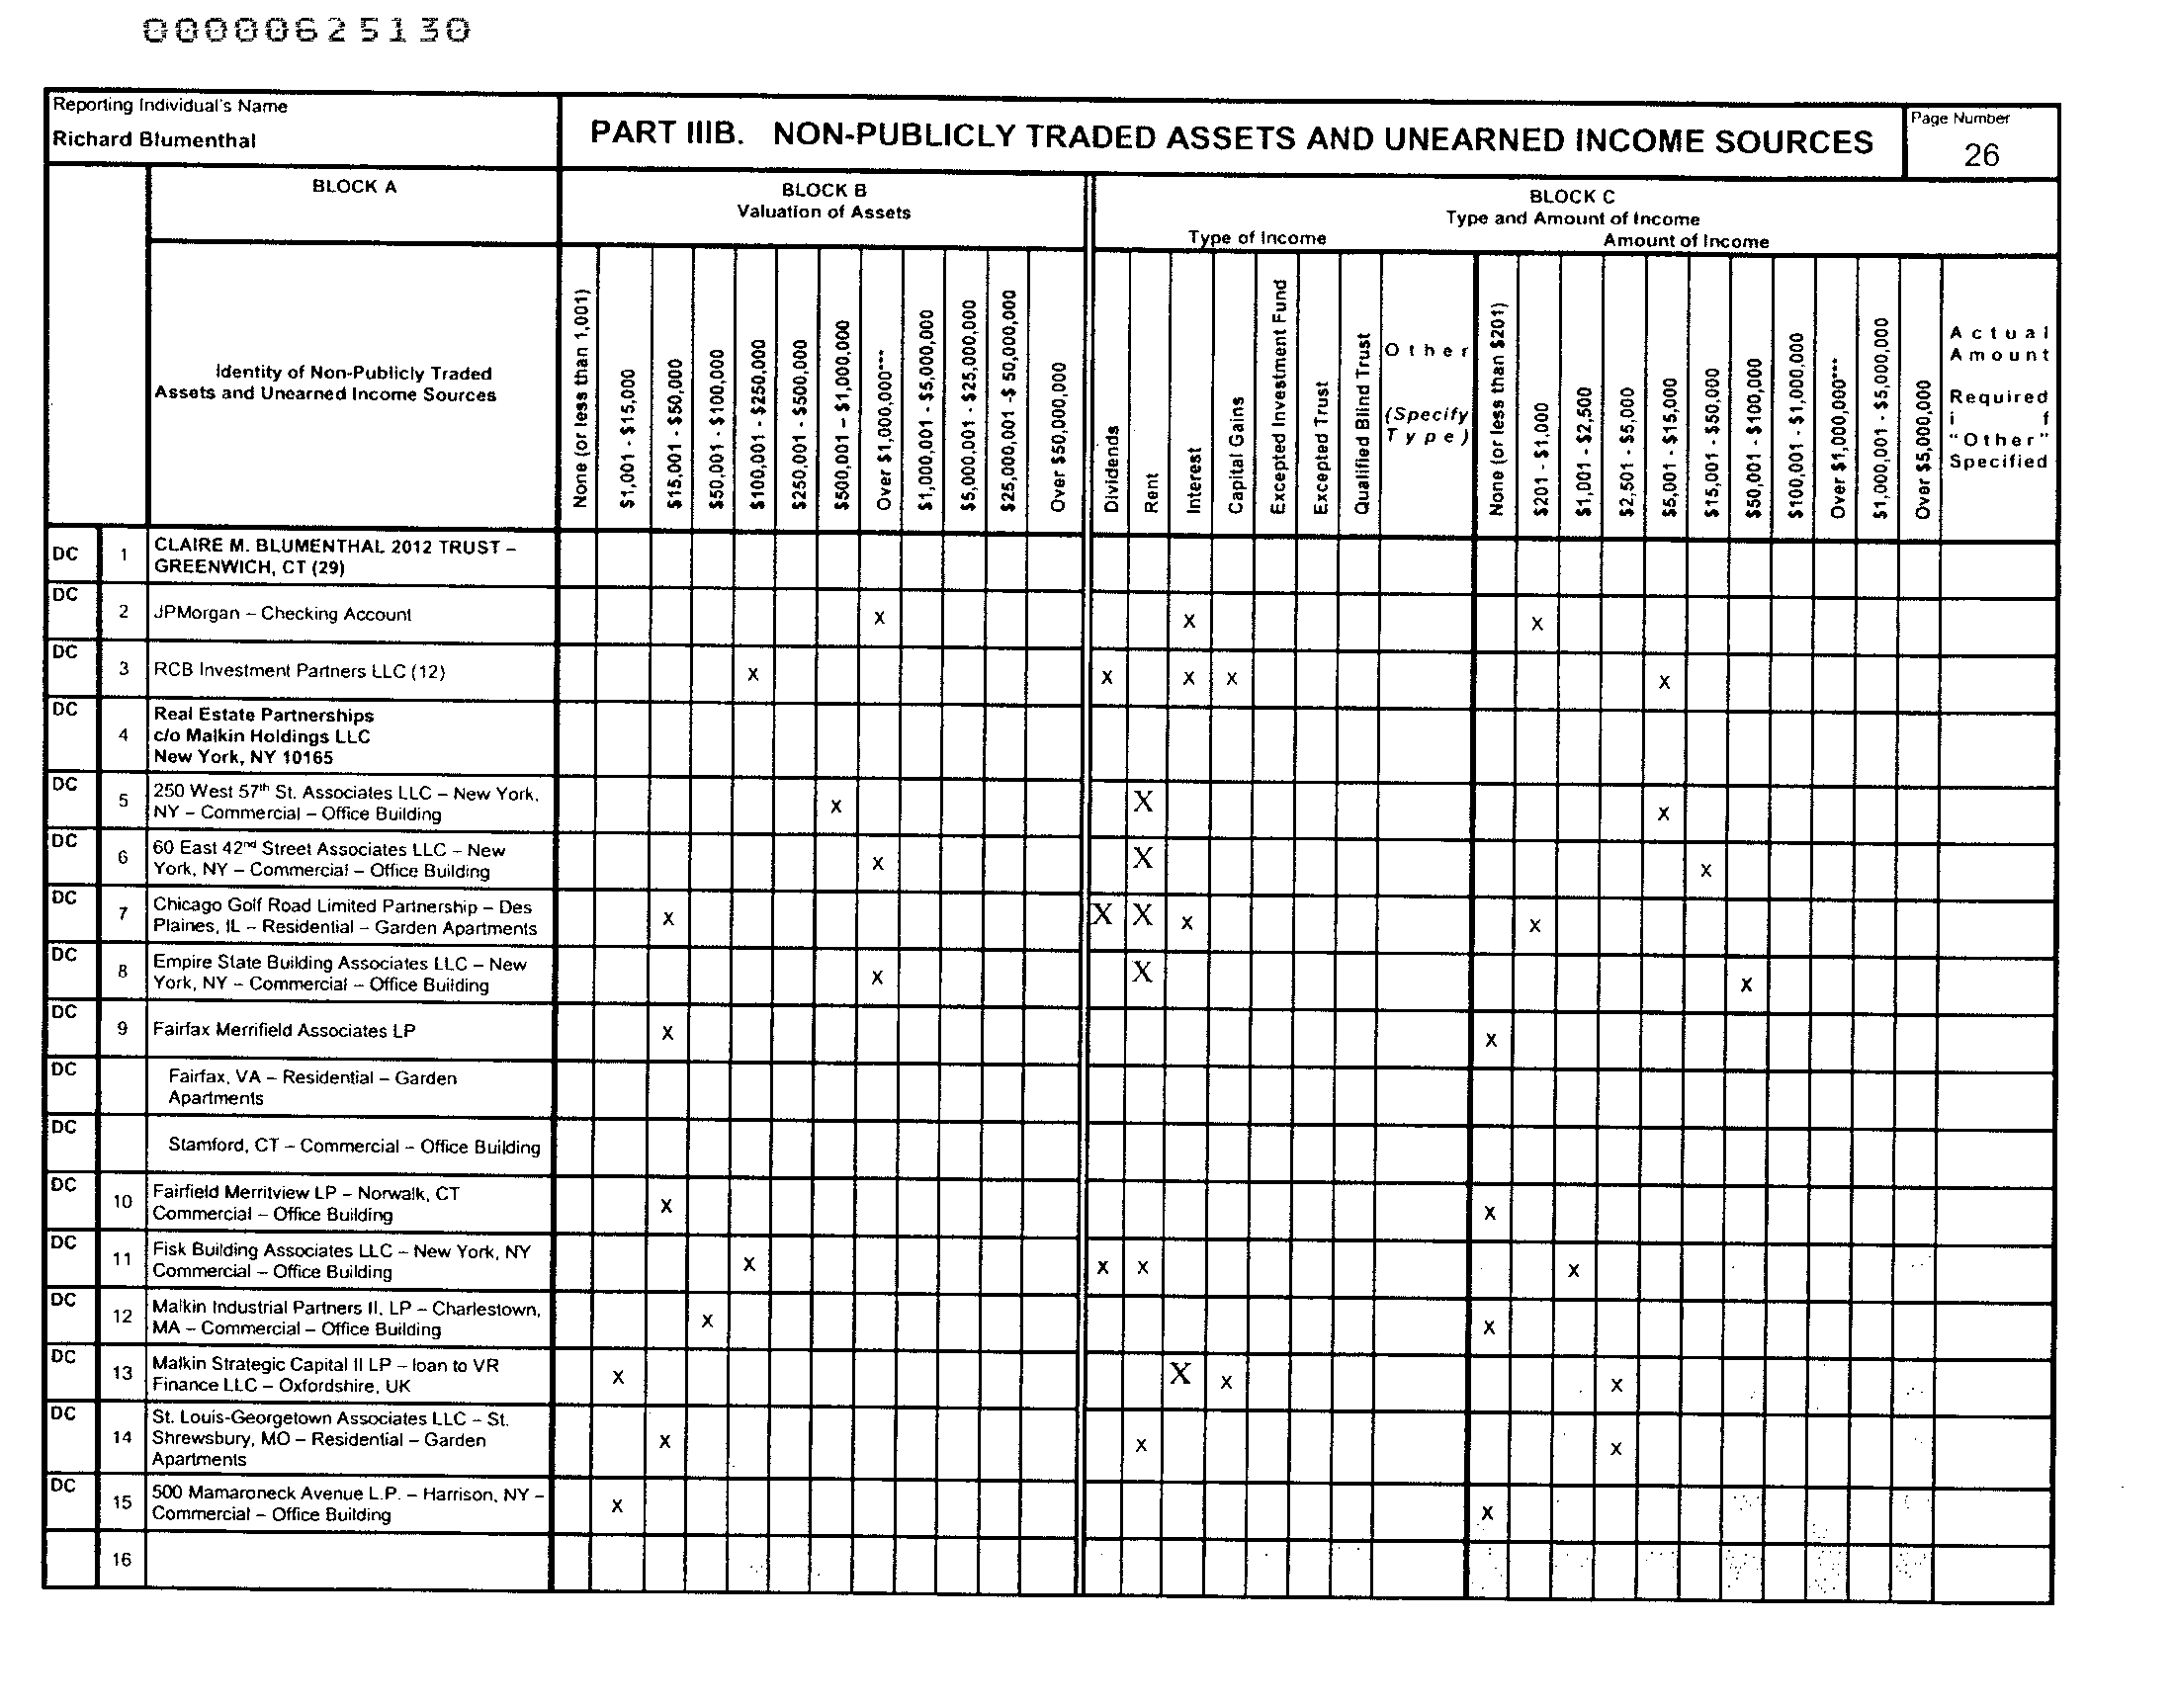 00000625130
Reporting Individual's Name
Richard Blumenthal
PART IIIB. NON-PUBLICLY TRADED ASSETS AND UNEARNED INCOME SOURCES
Page Number
26
BLOCK A
BLOCK B
Valuation of Assets
BLOCK C
Type and Amount of Income
Type of Income
Amount of Income
Identity of Non-Publicly Traded
Assets and Unearned Income Sources
None (or less than 1,001)
$1,001 - $15,000
$15,001 - $50,000
$50,001 - $100,000
$100,001 - $250,000
$250,001 - $500,000
$500,001 – $1,000,000
Over $1,000,000***
$1,000,001 - $5,000,000
$5,000,001 - $25,000,000
$25,000,001 -$ 50,000,000
Over $50,000,000
Dividends
Rent
Interest
Capital Gains
Excepted Investment Fund
Excepted Trust
Qualified Blind Trust
Other
(Specify
Type)
None (or less than $201)
$201 - $1,000
$1,001 - $2,500
$2,501 - $5,000
$5,001 - $15,000
$15,001 - $50,000
$50,001 - $100,000
$100,001 - $1,000,000
Over $1,000,000***
$1,000,001 - $5,000,000
Over $5,000,000
Actual
Amount
Required
i f
"Other"
Specified
DC 1 CLAIRE M. BLUMENTHAL 2012 TRUST –
GREENWICH, CT (29)
DC 2 JPMorgan – Checking Account x x x
DC 3 RCB Investment Partners LLC (12) x x x x x
DC 4 Real Estate Partnerships
c/o Malkin Holdings LLC
New York, NY 10165
DC 5 250 West 57th St. Associates LLC – New York, x X x
NY – Commercial – Office Building
DC 6 60 East 42nd Street Associates LLC – New x X x
York, NY – Commercial – Office Building
DC 7 Chicago Golf Road Limited Partnership – Des x X X x x
Plaines, IL – Residential – Garden Apartments
DC 8 Empire State Building Associates LLC – New x X x
York, NY – Commercial – Office Building
DC 9 Fairfax Merrifield Associates LP x x
DC Fairfax, VA – Residential – Garden
Apartments
DC Stamford, CT – Commercial – Office Building
DC 10 Fairfield Merritview LP – Norwalk, CT x x
Commercial – Office Building
DC 11 Fisk Building Associates LLC – New York, NY x x x x
Commercial – Office Building
DC 12 Malkin Industrial Partners II, LP – Charlestown, x x
MA – Commercial – Office Building
DC 13 Malkin Strategic Capital II LP – loan to VR x X x x
Finance LLC – Oxfordshire, UK
DC 14 St. Louis-Georgetown Associates LLC – St. x x x
Shrewsbury, MO – Residential – Garden
Apartments
DC 15 500 Mamaroneck Avenue L.P. – Harrison, NY – x x
Commercial – Office Building
16